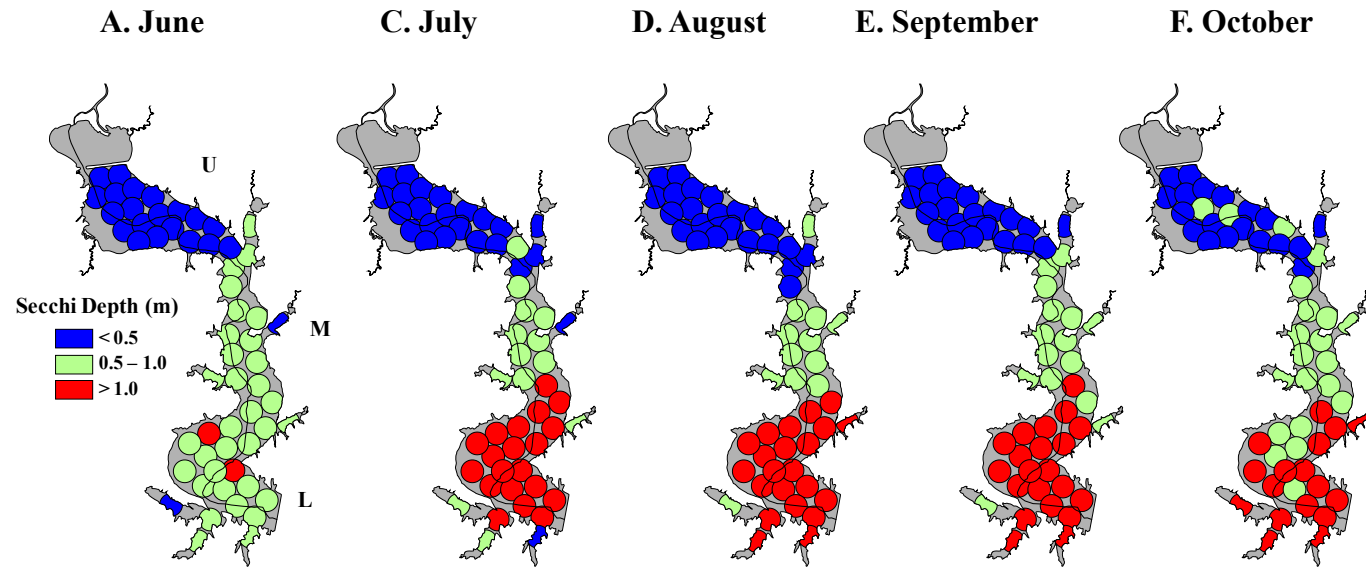 A. June
C. July
D. August
E. September
F. October
U
Secchi Depth (m)
< 0.5
0.5 – 1.0
> 1.0
M
L